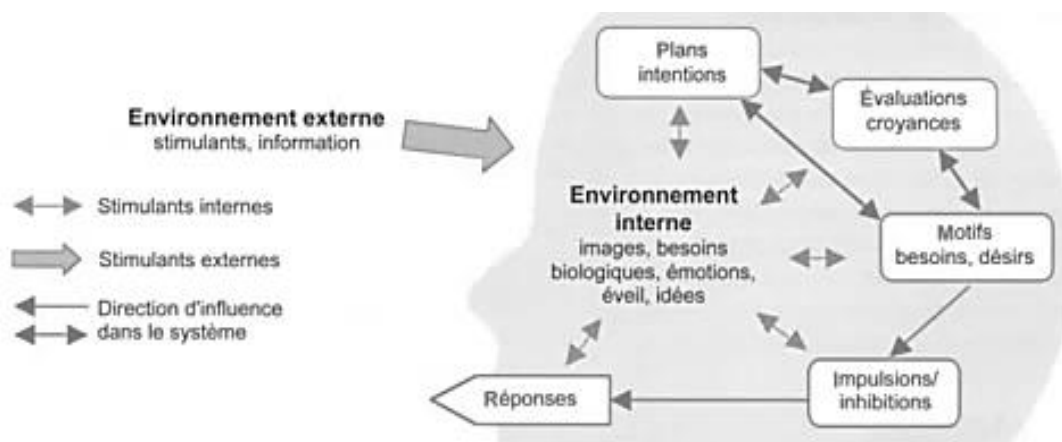 Plans
intentions
Évaluations
croyances
Environnement externe
stimulants, information
Environnement
interne
images, besoins
biologiques, émotions,
éveil, idées
Motifs
besoins, désirs
Stimulants internes
Stimulants externes
Direction d'influence
dans le système
Réponses
Impulsions/
inhibitions